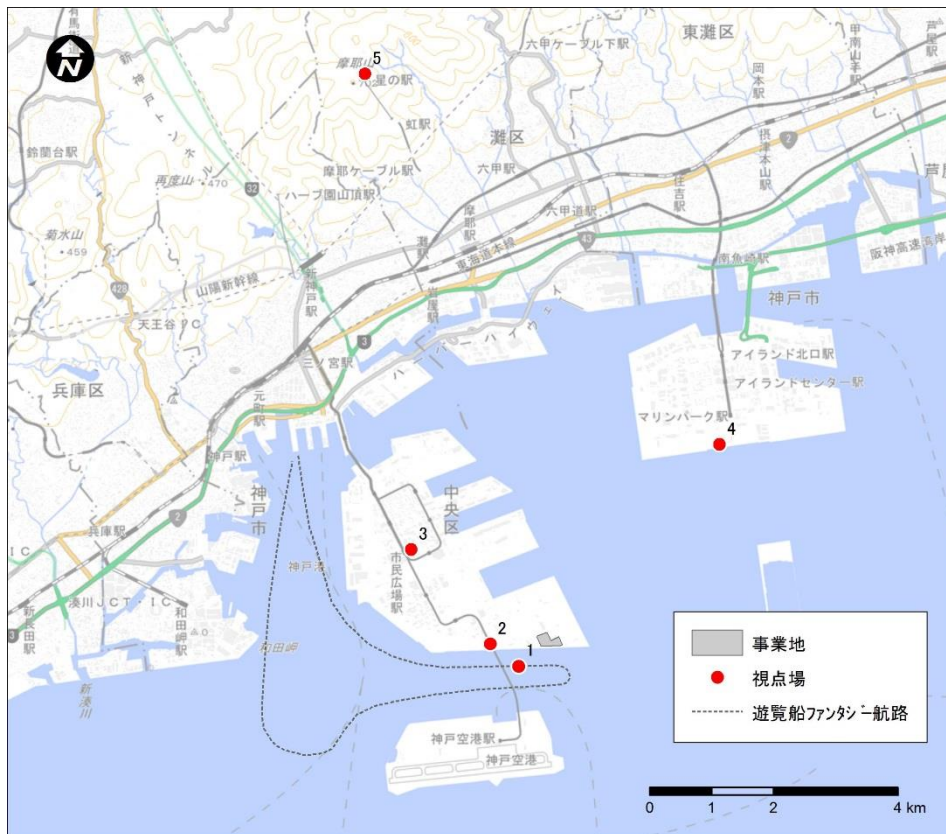 N
5
摩耶山
星の駅
六甲ケーブル下駅
東灘区
甲南山手駅
芦屋駅
岡本駅
摂津本山駅
2
新神戸トンネル
虹駅
灘区
鈴蘭台駅
再度山
470
32
摩耶ケーブル駅
ハーブ園山頂駅
六甲駅
住吉駅
芦屋
菊水山
459
摩耶駅
六甲道駅
灘駅
東海道本線
43
南魚崎駅
阪神高速湾岸
428
山陽新幹線
新神戸駅
岩屋駅
神戸市
天王谷IC
3
ハーバーハイウェイ
三ノ宮駅
アイランド北口駅
アイランドセンター駅
兵庫区
元町駅
マリンパーク駅
4
神戸駅
神戸市
中央区
2
兵庫駅
3
神戸港
市民広場駅
湊川JCT・IC
和田岬駅
新長田駅
3
和田岬
2
1
新湊川
神戸空港駅
神戸空港
事業地
視点場
遊覧船ファンタジー航路
0 1 2 4 km